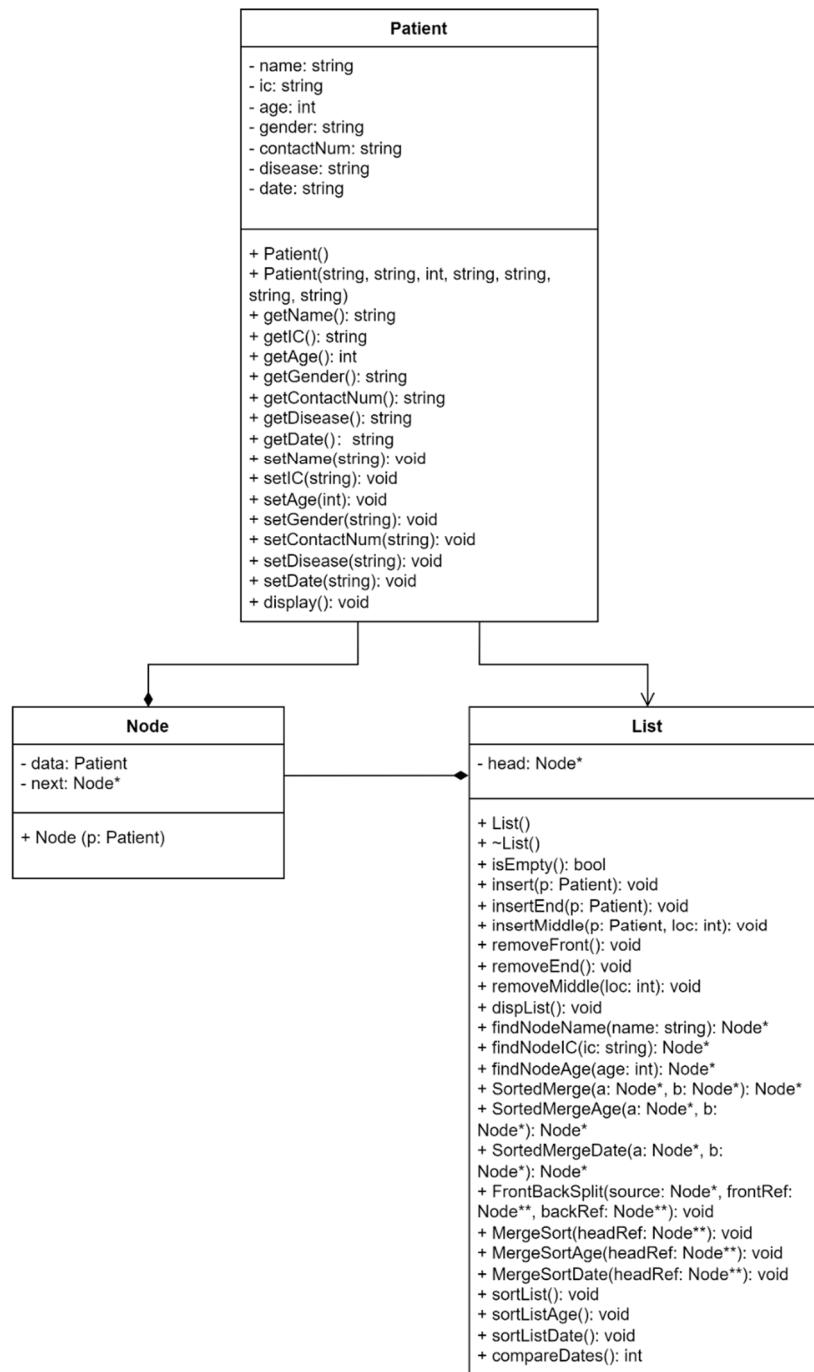 Patient
- name: string
- ic: string
- age: int
- gender: string
- contactNum: string
- disease: string
- date: string
+ Patient()
+ Patient(string, string, int, string, string,
string, string)
+ getName(): string
+ getIC(): string
+ getAge(): int
+ getGender(): string
+ getContactNum(): string
+ getDisease(): string
+ getDate(): string
+ setName(string): void
+ setIC(string): void
+ setAge(int): void
+ setGender(string): void
+ setContactNum(string): void
+ setDisease(string): void
+ setDate(string): void
+ display(): void
Node
- data: Patient
- next: Node*
+ Node (p: Patient)
List
- head: Node*
+ List()
+ ~List()
+ isEmpty(): bool
+ insert(p: Patient): void
+ insertEnd(p: Patient): void
+ insertMiddle(p: Patient, loc: int): void
+ removeFront(): void
+ removeEnd(): void
+ removeMiddle(loc: int): void
+ dispList(): void
+ findNodeName(name: string): Node*
+ findNodeIC(ic: string): Node*
+ findNodeAge(age: int): Node*
+ SortedMerge(a: Node*, b: Node*): Node*
+ SortedMergeAge(a: Node*, b:
Node*): Node*
+ SortedMergeDate(a: Node*, b:
Node*): Node*
+ FrontBackSplit(source: Node*, frontRef:
Node**, backRef: Node**): void
+ MergeSort(headRef: Node**): void
+ MergeSortAge(headRef: Node**): void
+ MergeSortDate(headRef: Node**): void
+ sortList(): void
+ sortListAge(): void
+ sortListDate(): void
+ compareDates(): int